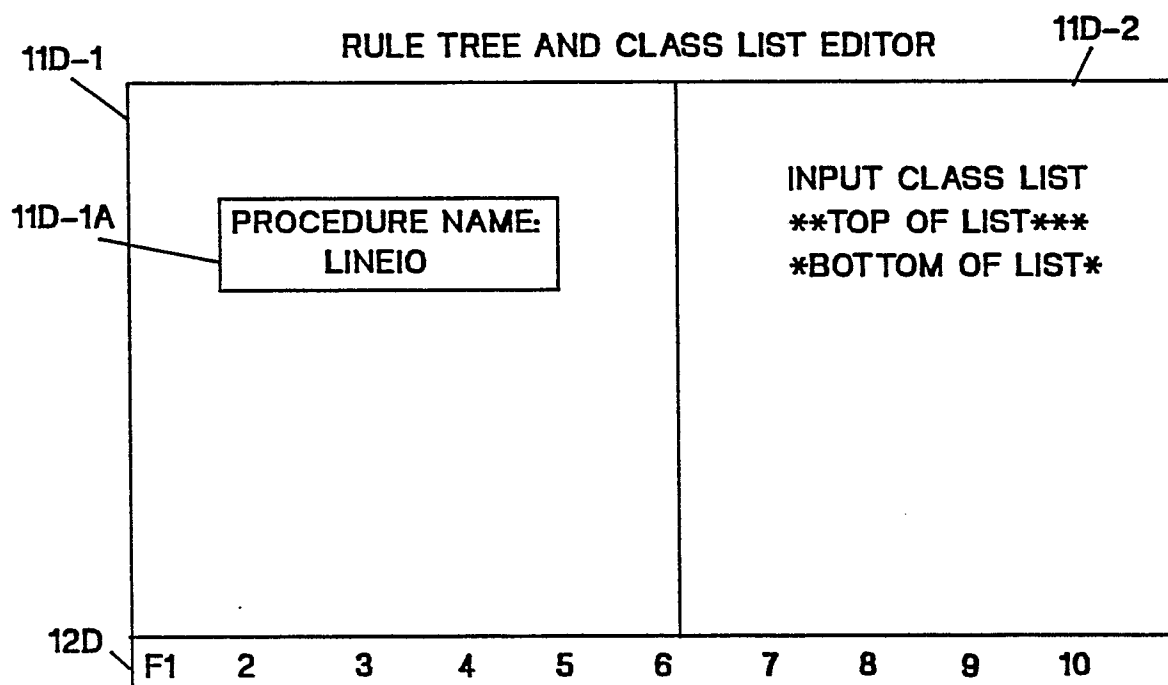 RULE TREE AND CLASS LIST EDITOR
11D-1
11D-2
INPUT CLASS LIST
**TOP OF LIST***
*BOTTOM OF LIST*
11D-1A
PROCEDURE NAME:
LINEIO
12D
F1 2 3 4 5 6 7 8 9 10